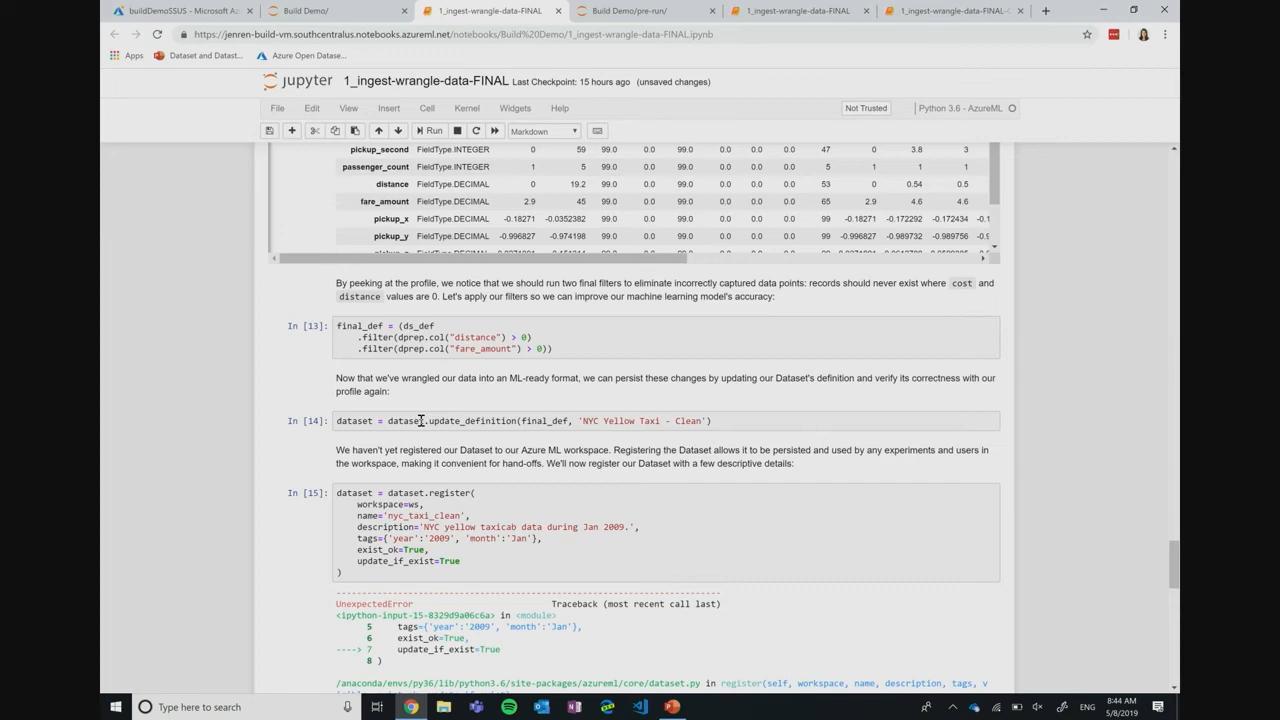 buildDemoSSUS - Microsoft Az
Build Demo/
1_ingest-wrangle-data-FINAL
Build Demo/pre-run/
1_ingest-wrangle-data-FINAL
1_ingest-wrangle-data-FINAL-C
https://jenren-build-vm.southcentralus.notebooks.azureml.net/notebooks/Build%20Demo/1_ingest-wrangle-data-FINAL.ipynb
Apps
Dataset and Datast...
Azure Open Datase...
jupyter 1_ingest-wrangle-data-FINAL Last Checkpoint: 15 hours ago (unsaved changes)
File Edit View Insert Cell Kernel Widgets Help Not Trusted Python 3.6 - AzureML
Run Markdown
pickup_second FieldType.INTEGER 0 59 99.0 0.0 99.0 0.0 0.0 0.0 47 0 3.8 3
passenger_count FieldType.INTEGER 1 5 99.0 0.0 99.0 0.0 0.0 0.0 5 1 1 1
distance FieldType.DECIMAL 0 19.2 99.0 0.0 99.0 0.0 0.0 0.0 53 0 0.54 0.5
fare_amount FieldType.DECIMAL 2.9 45 99.0 0.0 99.0 0.0 0.0 0.0 65 2.9 4.6 4.6
pickup_x FieldType.DECIMAL -0.18271 -0.0352382 99.0 0.0 99.0 0.0 0.0 0.0 99 -0.18271 -0.172292 -0.172434 -0.1
pickup_y FieldType.DECIMAL -0.996827 -0.974198 99.0 0.0 99.0 0.0 0.0 0.0 99 -0.996827 -0.989732 -0.989756 -0.9
By peeking at the profile, we notice that we should run two final filters to eliminate incorrectly captured data points: records should never exist where cost and
distance values are 0. Let's apply our filters so we can improve our machine learning model's accuracy:
In [13]: final_def = (ds_def
.filter(dprep.col("distance") > 0)
.filter(dprep.col("fare_amount") > 0))
Now that we've wrangled our data into an ML-ready format, we can persist these changes by updating our Dataset's definition and verify its correctness with our
profile again:
In [14]: dataset = dataset.update_definition(final_def, 'NYC Yellow Taxi - Clean')
We haven't yet registered our Dataset to our Azure ML workspace. Registering the Dataset allows it to be persisted and used by any experiments and users in
the workspace, making it convenient for hand-offs. We'll now register our Dataset with a few descriptive details:
In [15]: dataset = dataset.register(
workspace=ws,
name='nyc_taxi_clean',
description='NYC yellow taxicab data during Jan 2009.',
tags={'year':'2009', 'month':'Jan'},
exist_ok=True,
update_if_exist=True
)
---------------------------------------------------------------------------
UnexpectedError Traceback (most recent call last)
<ipython-input-15-8329d9a06c6a> in <module>
5 tags={'year':'2009', 'month':'Jan'},
6 exist_ok=True,
----> 7 update_if_exist=True
8 )
/anaconda/envs/py36/lib/python3.6/site-packages/azureml/core/dataset.py in register(self, workspace, name, description, tags, v
Type here to search
ENG
8:44 AM
5/8/2019